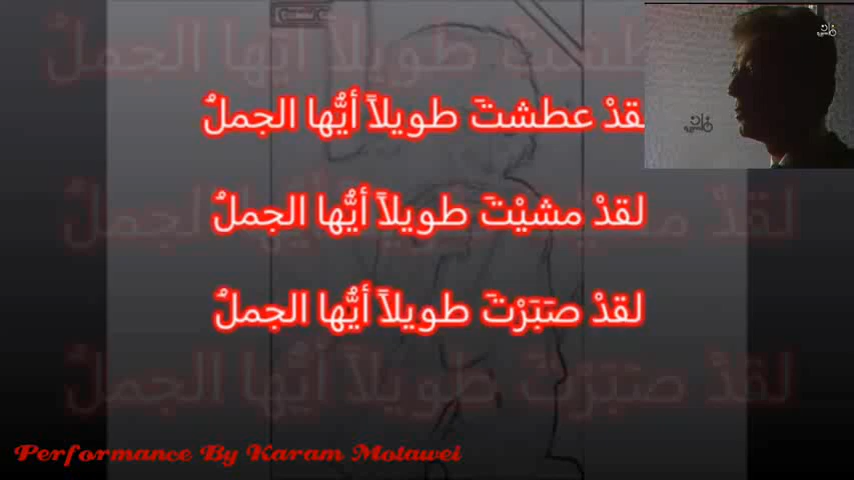 لقدْ عطشتَ طويلاً أيُّها الجملُ
لقدْ مشيْتَ طويلاً أيُّها الجملُ
لقدْ صَبَرْتَ طويلاً أيُّها الجملُ
Performance By Karam Motawei